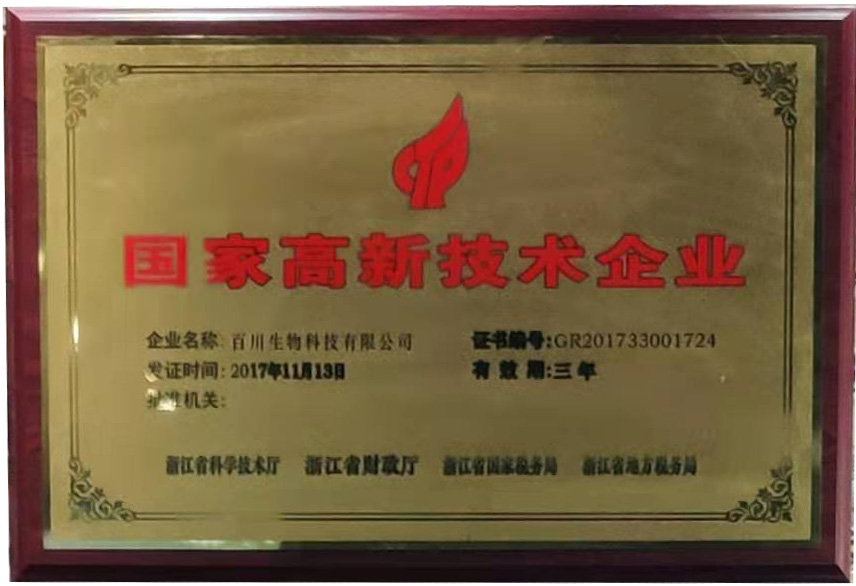 国家高新技术企业
企业名称: 百川生物科技有限公司 证书编号:GR201733001724
发证时间: 2017年11月13日 有 效 期:三 年
批准机关:
浙江省科学技术厅 浙江省财政厅 浙江省国家税务局 浙江省地方税务局